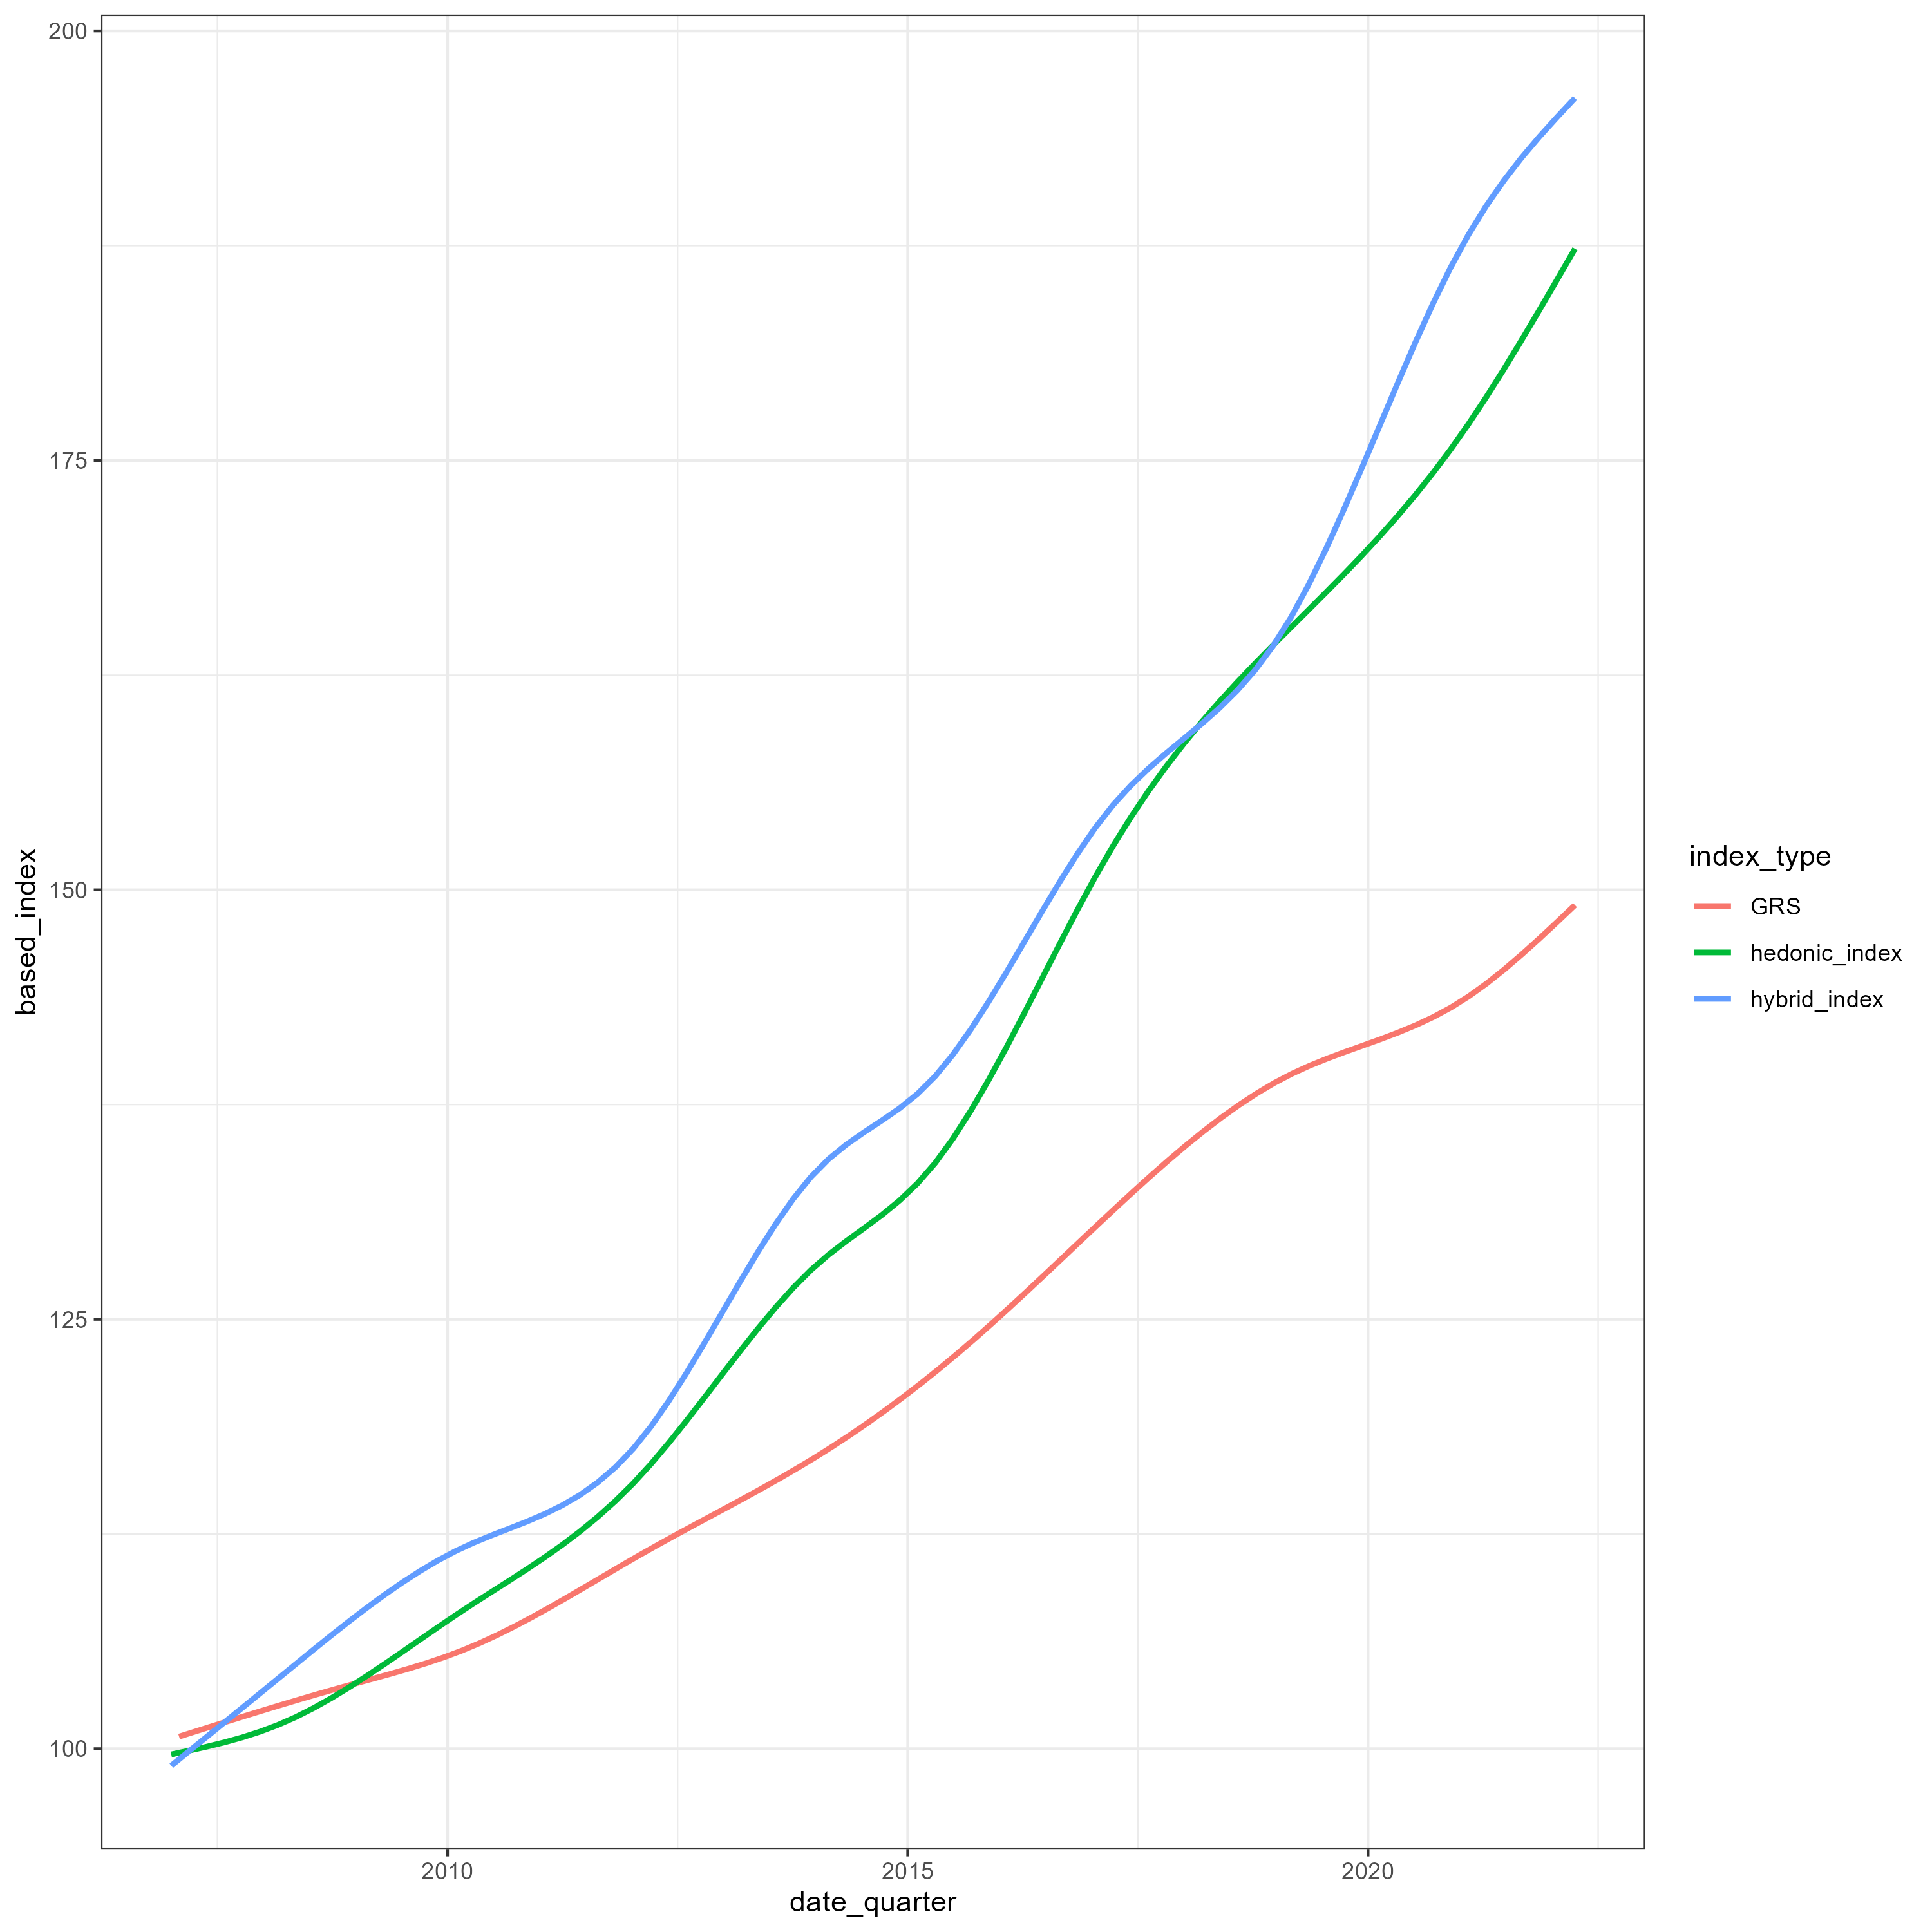 200
175
150
125
100
based_index
2010
2015
2020
date_quarter
index_type
GRS
hedonic_index
hybrid_index